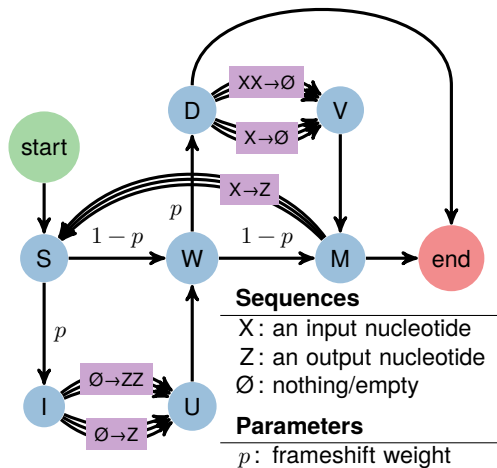 XX→Ø
D
V
X→Ø
start
X→Z
p
1 − p
1 − p
S
W
M
end
p
Sequences
X: an input nucleotide
Z: an output nucleotide
Ø: nothing/empty
Ø→ZZ
I
U
Ø→Z
Parameters
p: frameshift weight